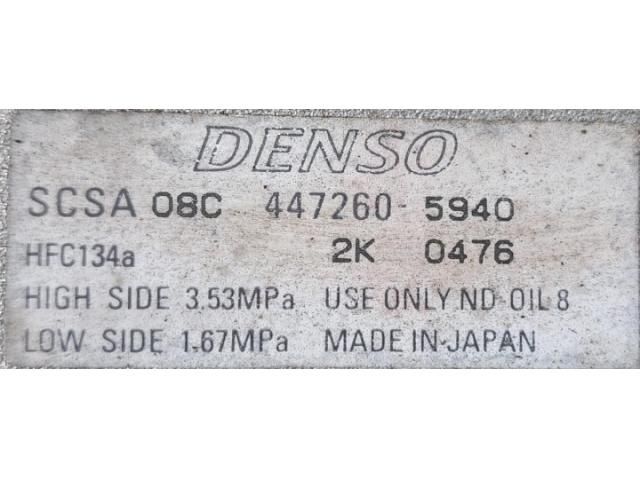 DENSO
SCSA 08C 447260-5940
HFC134a 2K 0476
HIGH SIDE 3.53MPa USE ONLY ND-OIL 8
LOW SIDE 1.67MPa MADE IN JAPAN